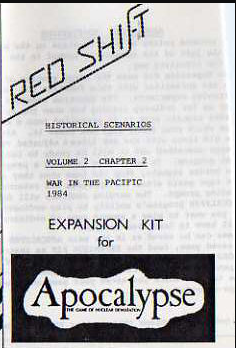 RED SHIFT
HISTORICAL SCENARIOS
VOLUME 2 CHAPTER 2
WAR IN THE PACIFIC
1984
EXPANSION KIT
for
Apocalypse
THE GAME OF NUCLEAR DEVASTATION